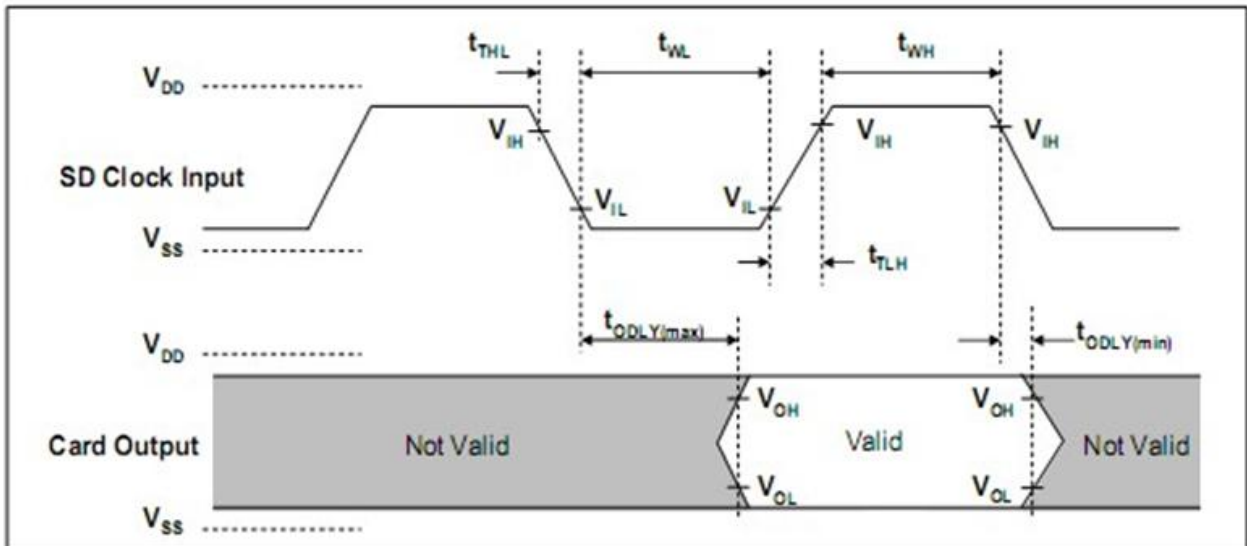 tTHL tWL tWH
VDD
VIH VIH VIH
SD Clock Input
VIL VIL
VSS
tTLH
tODLY(max) tODLY(min)
VDD
VOH VOH
Card Output Not Valid Valid Not Valid
VOL VOL
VSS